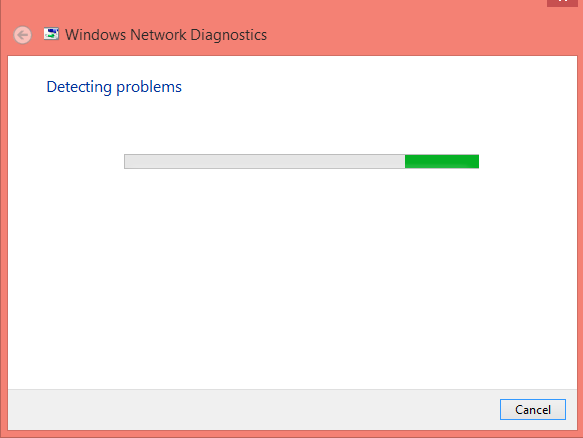 Windows Network Diagnostics
Detecting problems
Cancel